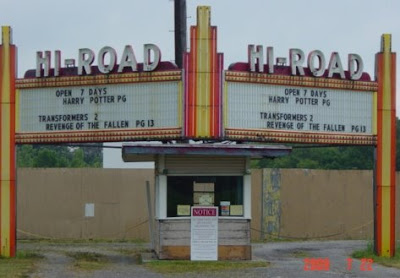 HI-ROAD
OPEN 7 DAYS
HARRY POTTER PG
TRANSFORMERS 2
REVENGE OF THE FALLEN PG 13
HI-ROAD
OPEN 7 DAYS
HARRY POTTER PG
TRANSFORMERS 2
REVENGE OF THE FALLEN PG 13
NOTICE